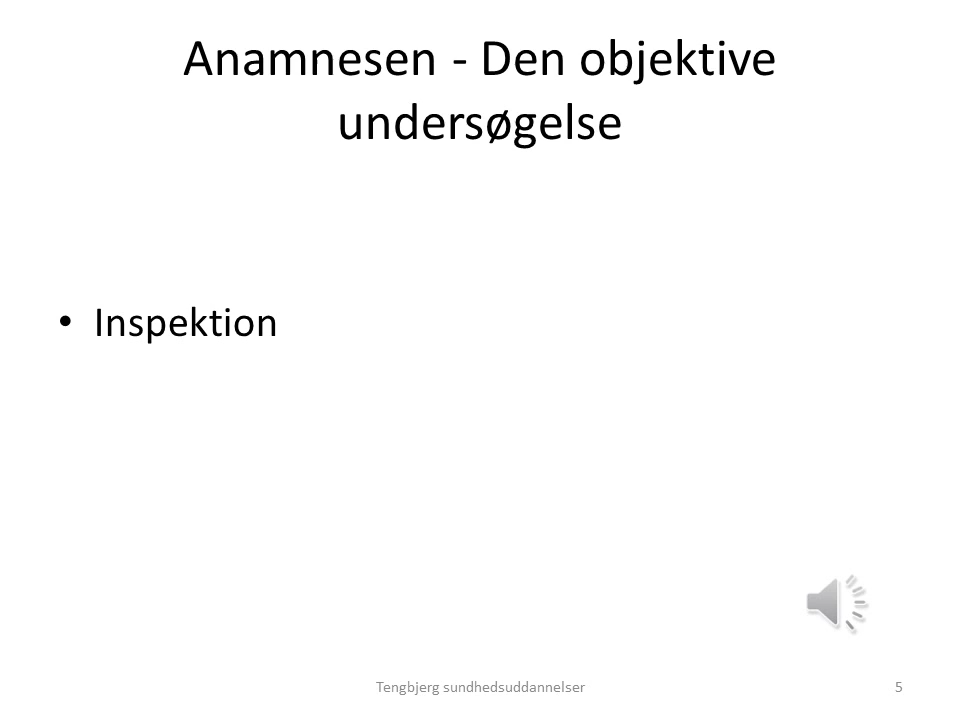 Anamnesen - Den objektive
undersøgelse
• Inspektion
Tengbjerg sundhedsuddannelser
5